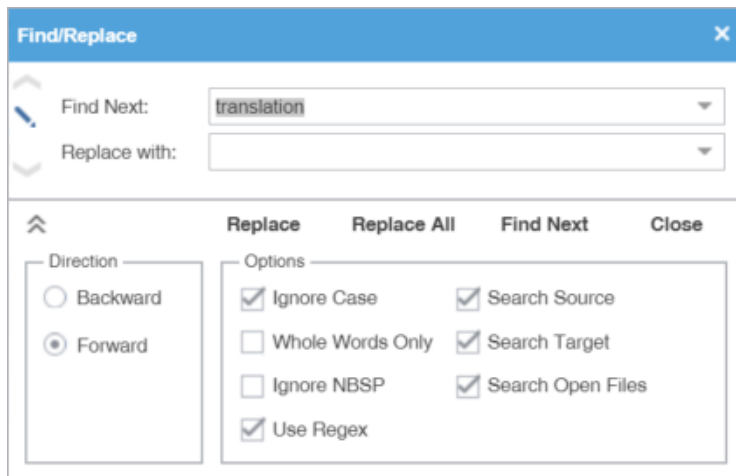 Find/Replace
Find Next:
translation
Replace with:
Replace Replace All Find Next Close
Direction
Backward
Forward
Options
Ignore Case Search Source
Whole Words Only Search Target
Ignore NBSP Search Open Files
Use Regex